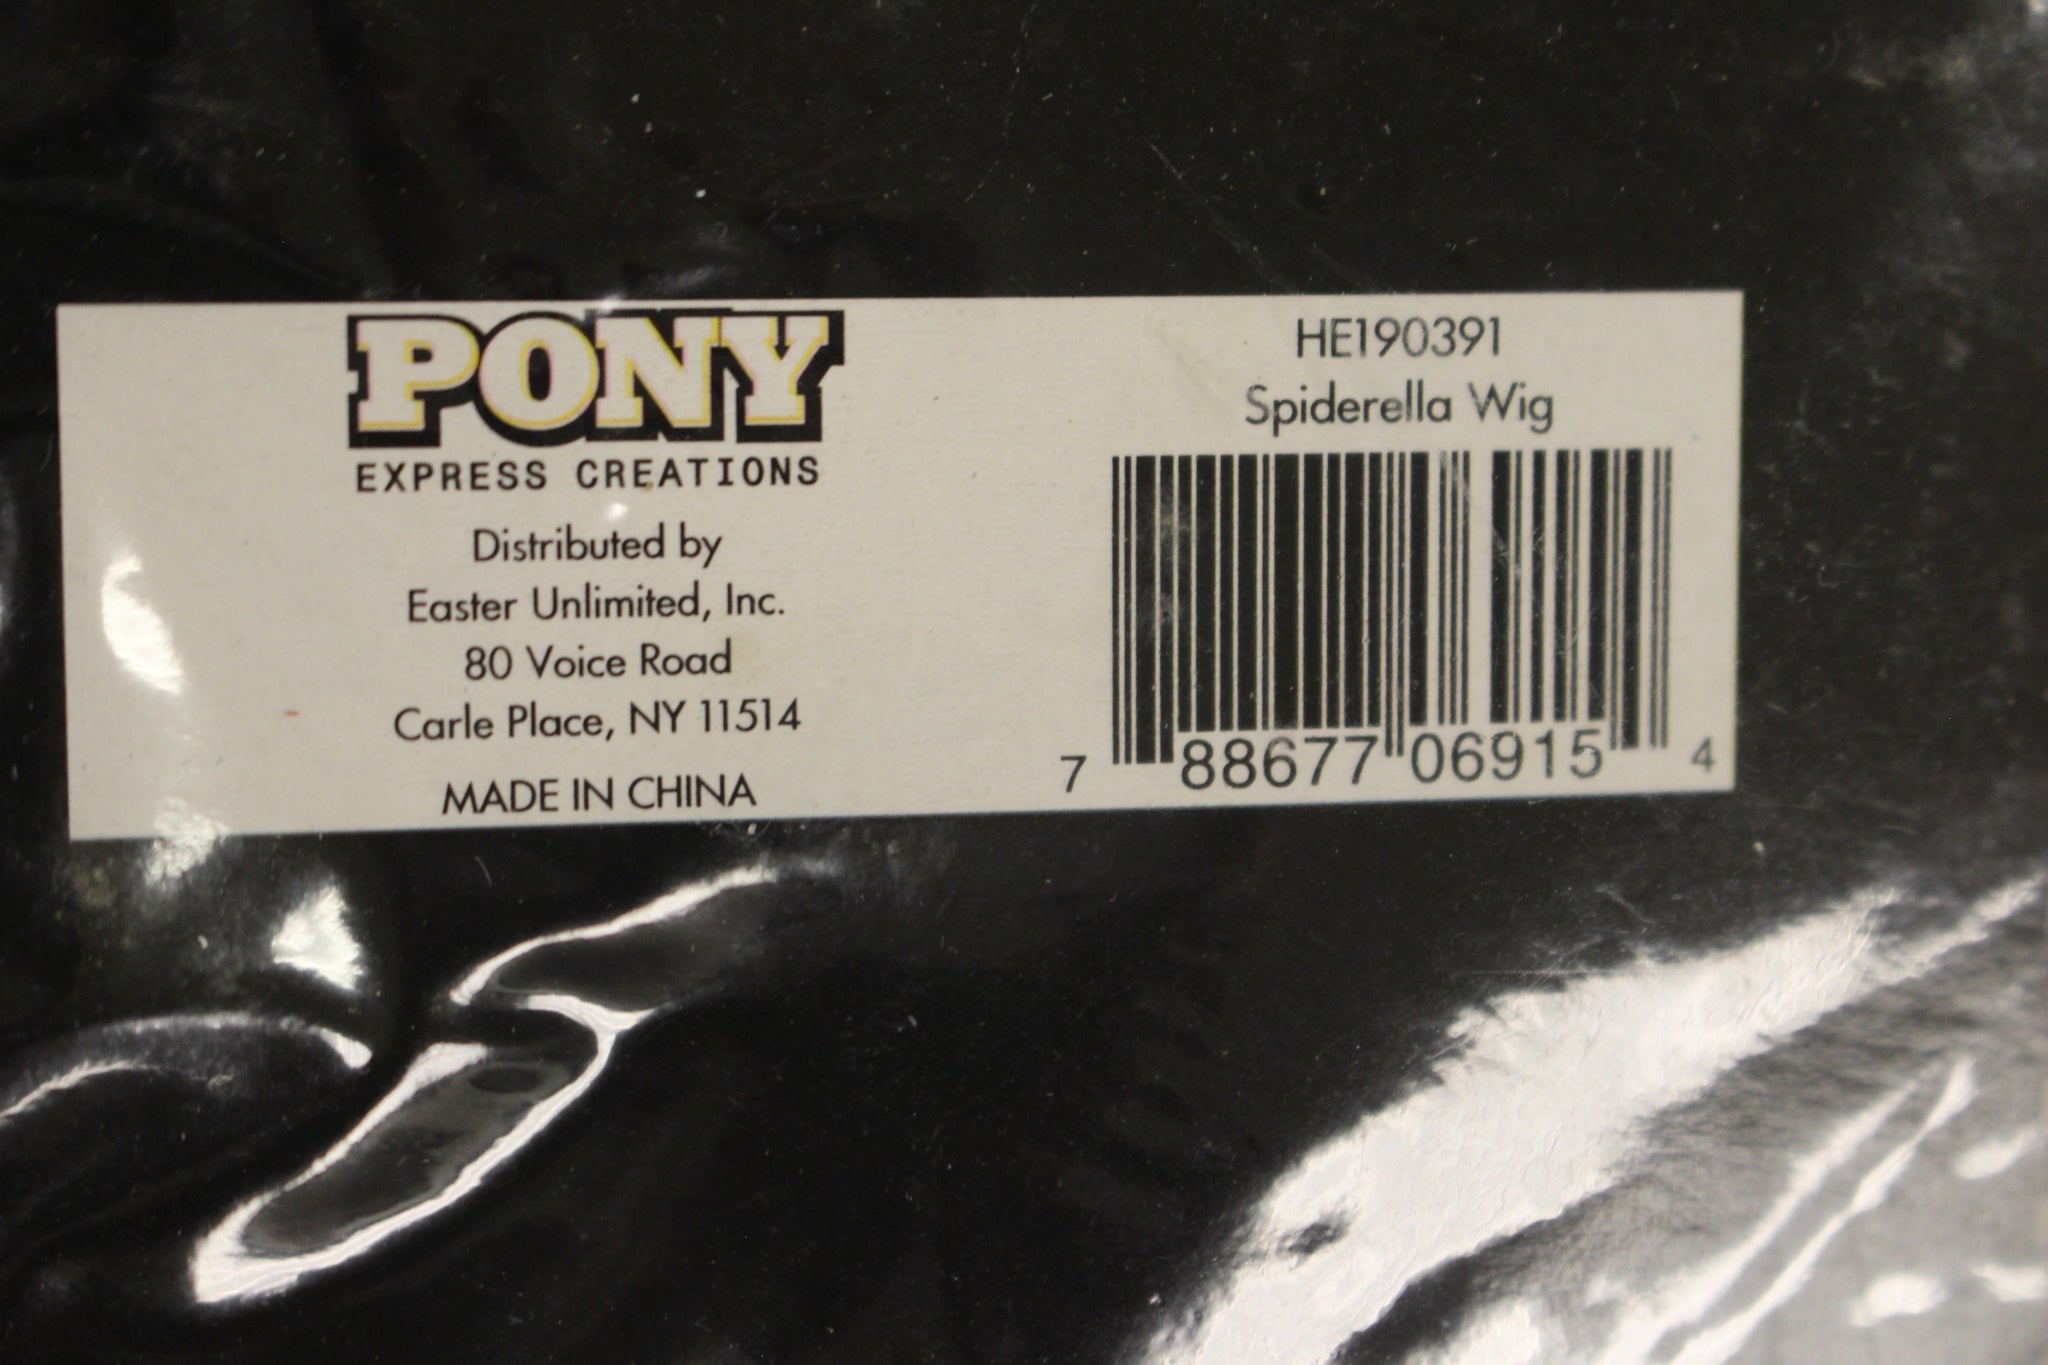 PONY
EXPRESS CREATIONS
Distributed by
Easter Unlimited, Inc.
80 Voice Road
Carle Place, NY 11514
MADE IN CHINA
HE190391
Spiderella Wig
7 88677 06915 4